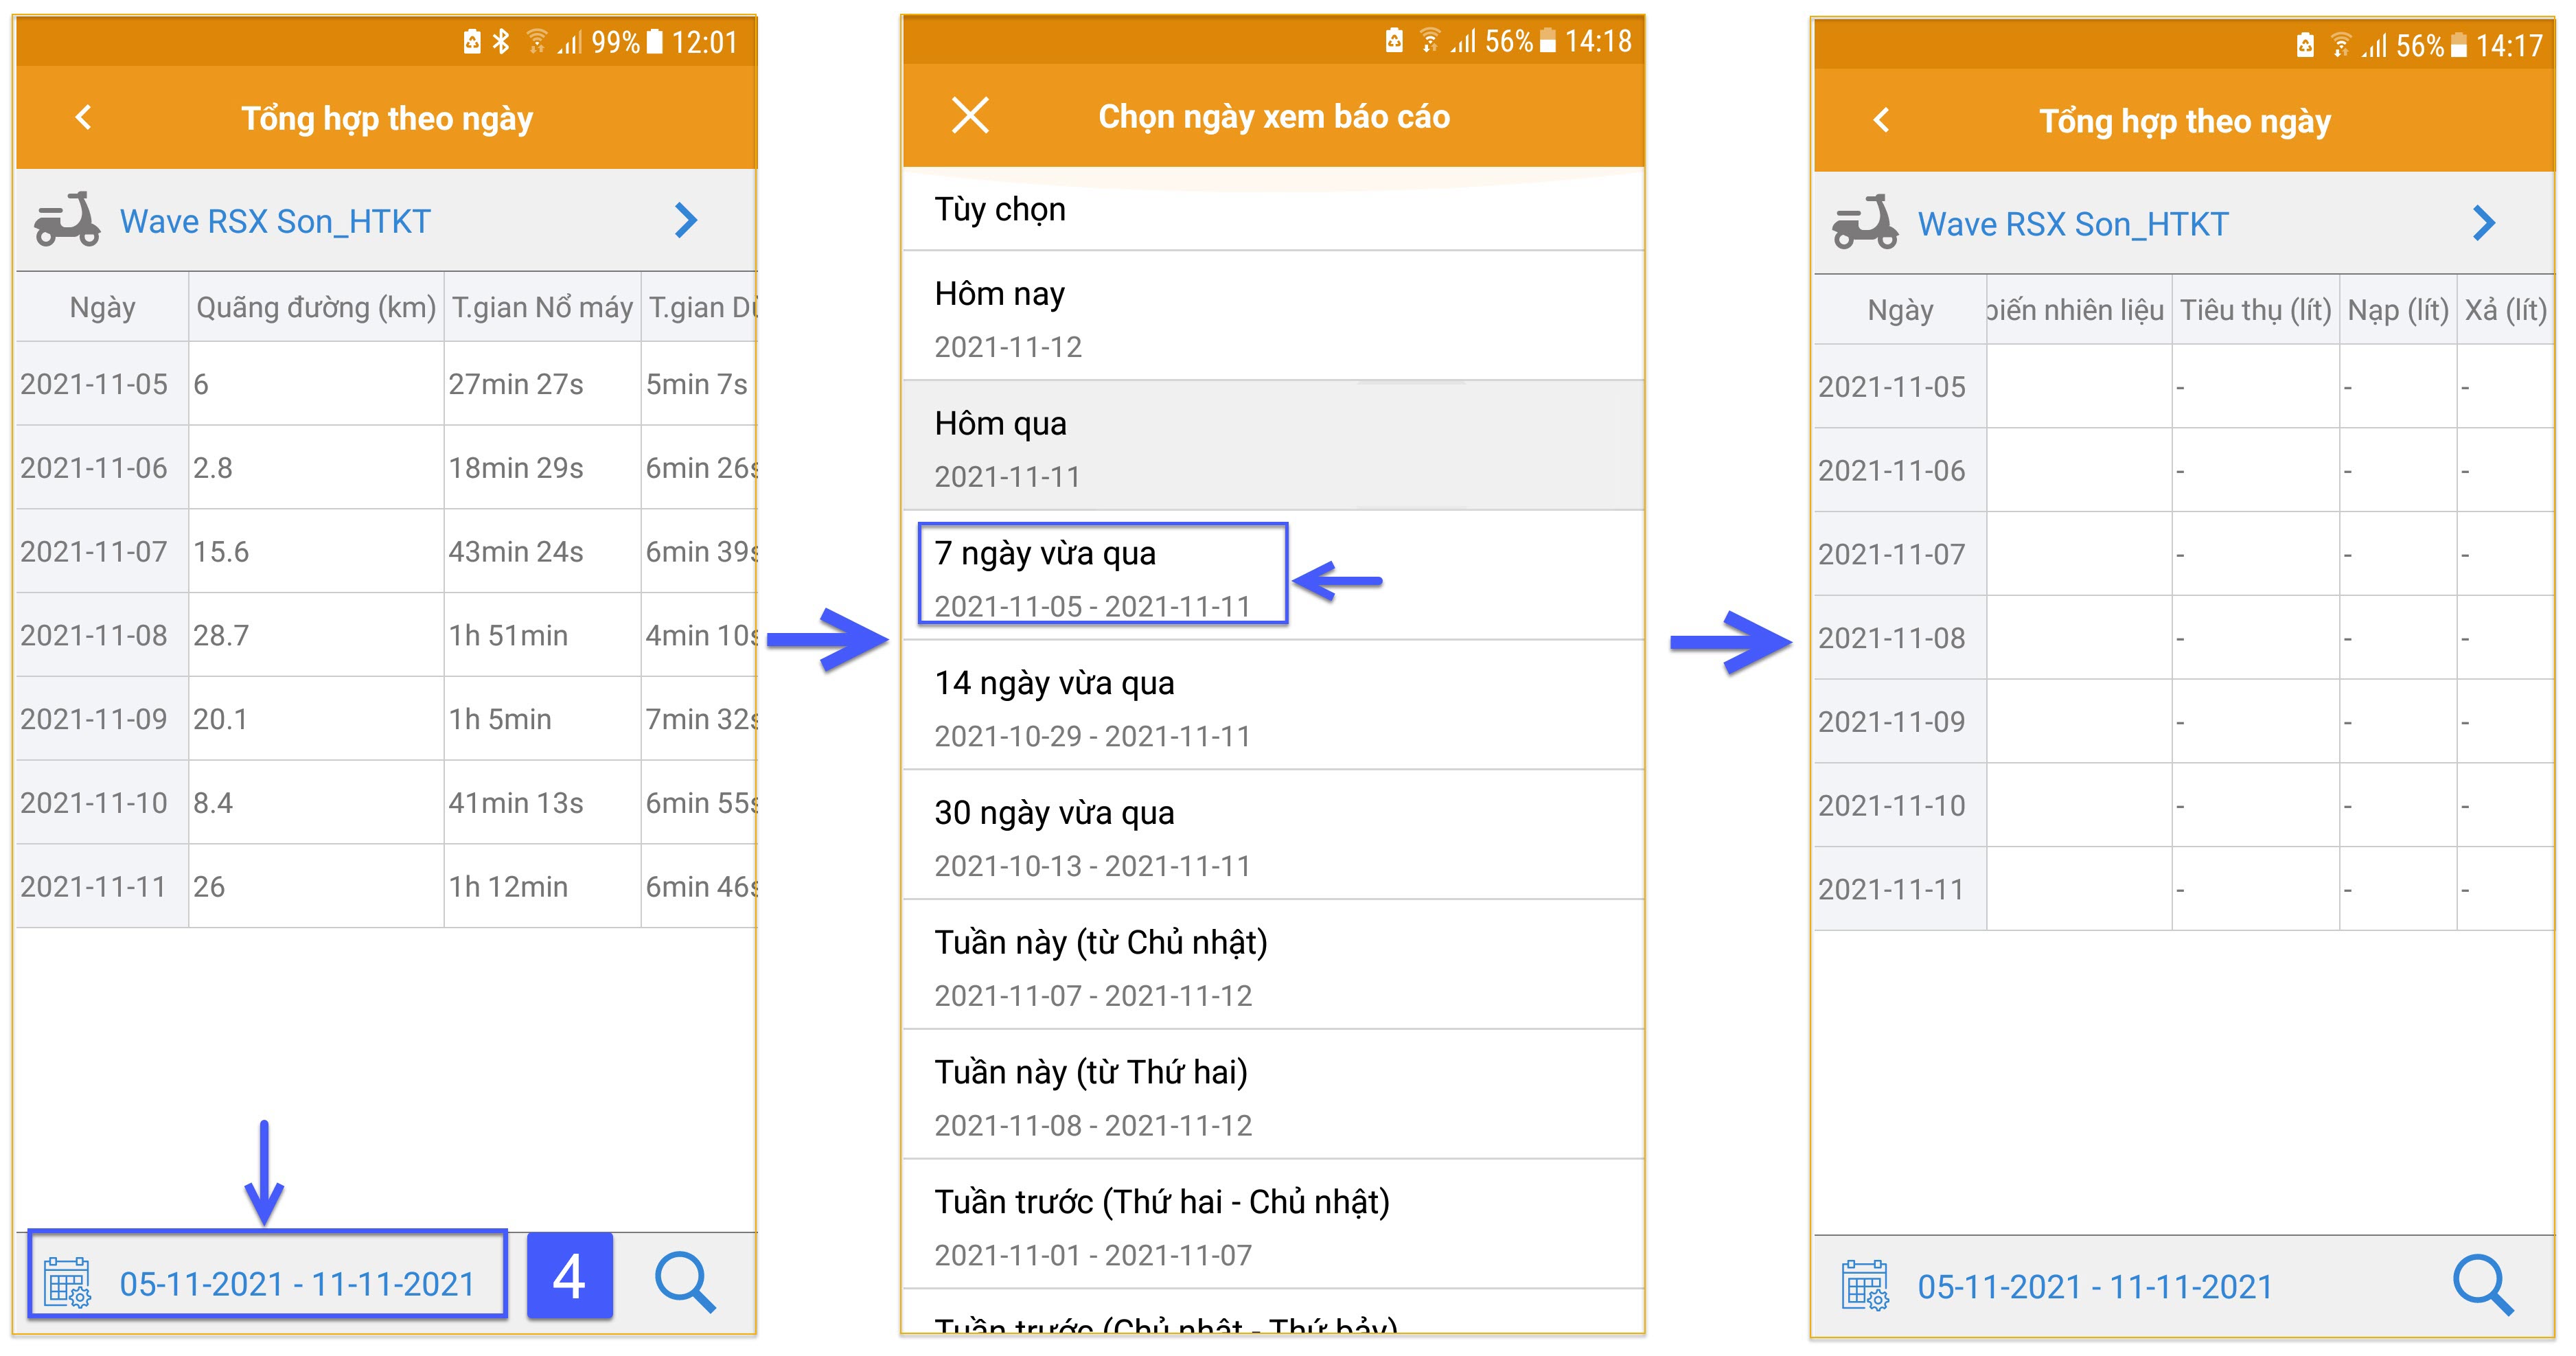 99% 12:01
Tổng hợp theo ngày
Wave RSX Son_HTKT
Ngày Quãng đường (km) T.gian Nổ máy T.gian
2021-11-05 6 27min 27s 5min 7s
2021-11-06 2.8 18min 29s 6min 26s
2021-11-07 15.6 43min 24s 6min 39s
2021-11-08 28.7 1h 51min 4min 10s
2021-11-09 20.1 1h 5min 7min 32s
2021-11-10 8.4 41min 13s 6min 55s
2021-11-11 26 1h 12min 6min 46s
05-11-2021 - 11-11-2021
4
56% 14:18
Chọn ngày xem báo cáo
Tùy chọn
Hôm nay
2021-11-12
Hôm qua
2021-11-11
7 ngày vừa qua
2021-11-05 - 2021-11-11
14 ngày vừa qua
2021-10-29 - 2021-11-11
30 ngày vừa qua
2021-10-13 - 2021-11-11
Tuần này (từ Chủ nhật)
2021-11-07 - 2021-11-12
Tuần này (từ Thứ hai)
2021-11-08 - 2021-11-12
Tuần trước (Thứ hai - Chủ nhật)
2021-11-01 - 2021-11-07
Tuần trước (Chủ nhật - Thứ bảy)
56% 14:17
Tổng hợp theo ngày
Wave RSX Son_HTKT
Ngày biến nhiên liệu Tiêu thụ (lít) Nạp (lít) Xả (lít)
2021-11-05 - - -
2021-11-06 - - -
2021-11-07 - - -
2021-11-08 - - -
2021-11-09 - - -
2021-11-10 - - -
2021-11-11 - - -
05-11-2021 - 11-11-2021